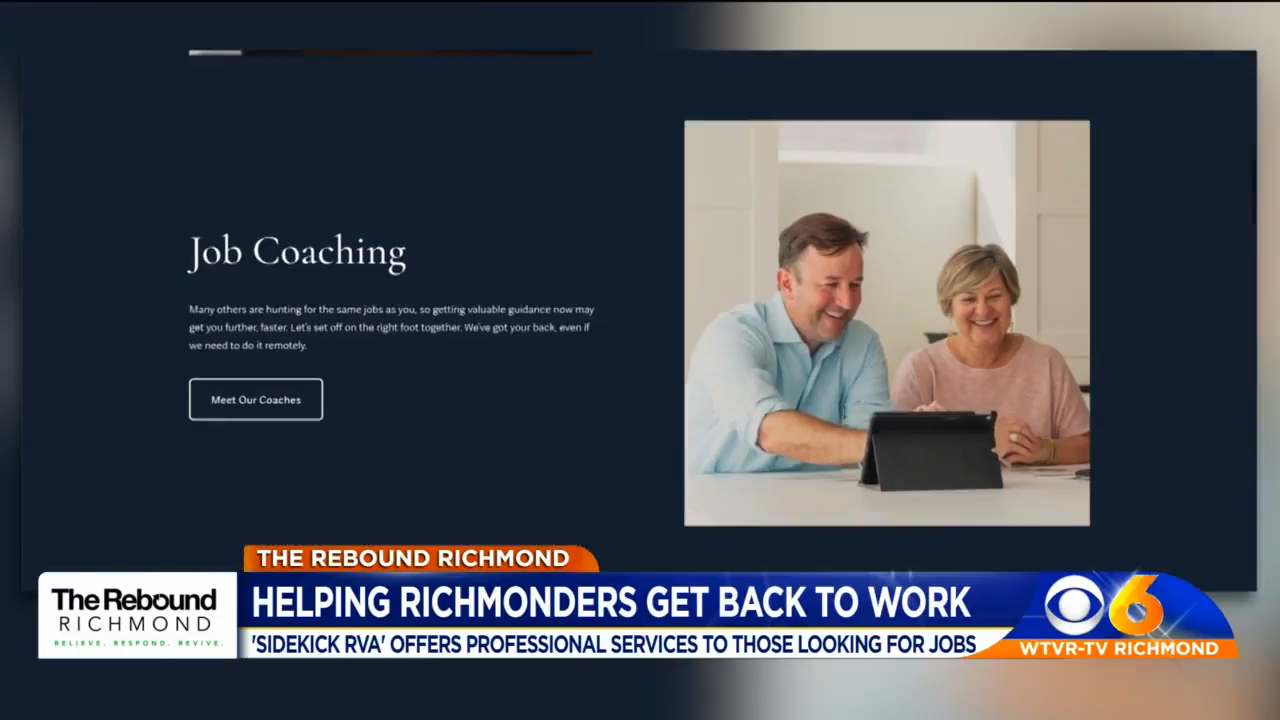 Job Coaching
Many others are hunting for the same jobs as you, so getting valuable guidance now may
get you further, faster. Let's set off on the right foot together. We've got your back, even if
we need to do it remotely.
Meet Our Coaches
THE REBOUND RICHMOND
The Rebound
RICHMOND
RELIEVE. RESPOND. REVIVE.
HELPING RICHMONDERS GET BACK TO WORK
'SIDEKICK RVA' OFFERS PROFESSIONAL SERVICES TO THOSE LOOKING FOR JOBS
6
WTVR-TV RICHMOND